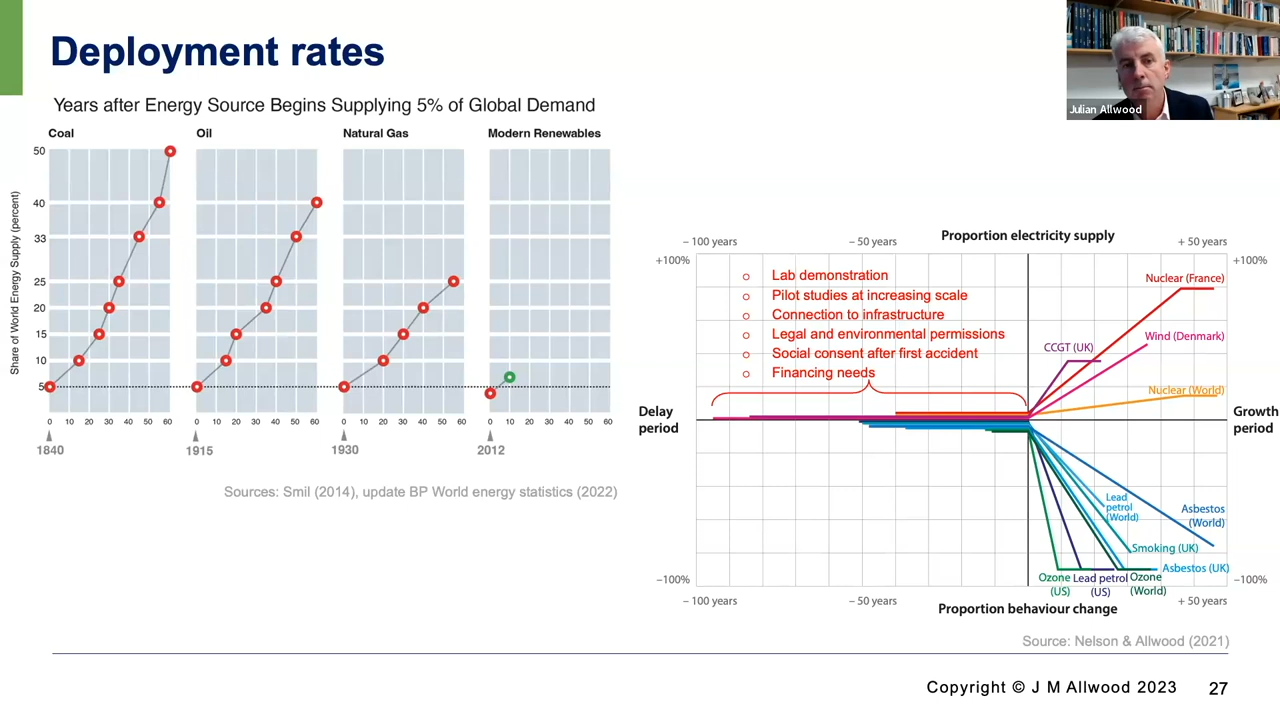 Deployment rates
Julian Allwood
Years after Energy Source Begins Supplying 5% of Global Demand
Coal
Oil
Natural Gas
Modern Renewables
Share of World Energy Supply (percent)
50
40
33
25
20
15
10
5
0 10 20 30 40 50 60
0 10 20 30 40 50 60
0 10 20 30 40 50 60
0 10 20 30 40 50 60
1840
1915
1930
2012
Sources: Smil (2014), update BP World energy statistics (2022)
Proportion electricity supply
– 100 years
– 50 years
+ 50 years
+100%
+100%
Lab demonstration
Pilot studies at increasing scale
Connection to infrastructure
Legal and environmental permissions
Social consent after first accident
Financing needs
Nuclear (France)
Wind (Denmark)
CCGT (UK)
Nuclear (World)
Delay
period
Growth
period
Lead
petrol
(World)
Asbestos
(World)
Smoking (UK)
Asbestos (UK)
Ozone
(US)
Lead petrol
(US)
Ozone
(World)
–100%
–100%
– 100 years
– 50 years
+ 50 years
Proportion behaviour change
Source: Nelson & Allwood (2021)
Copyright © J M Allwood 2023
27